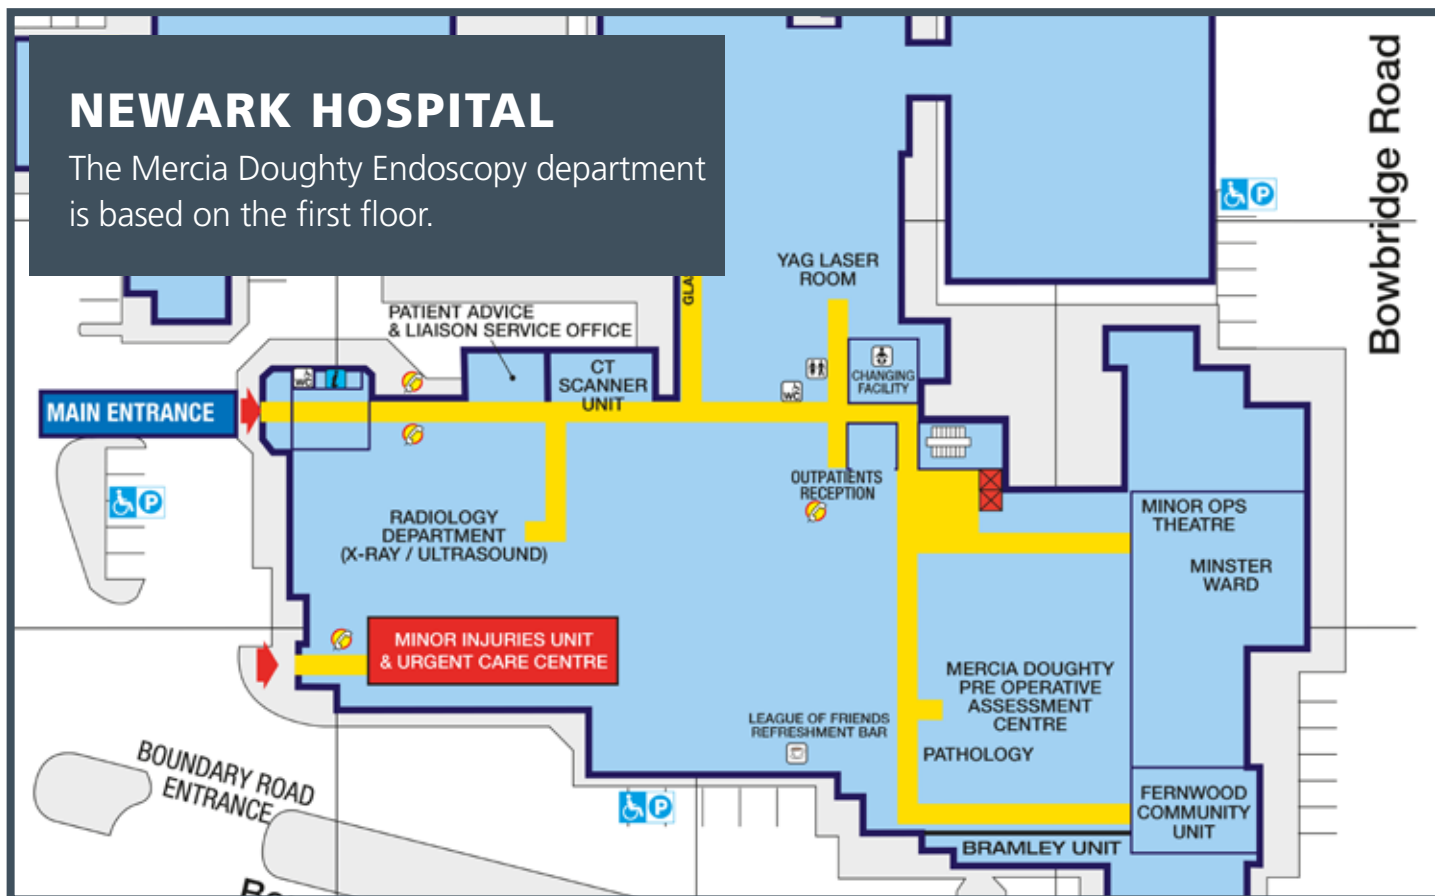 NEWARK HOSPITAL
The Mercia Doughty Endoscopy department
is based on the first floor.
Bowbridge Road
P
YAG LASER
ROOM
PATIENT ADVICE
& LIAISON SERVICE OFFICE
CT
SCANNER
UNIT
WC
i
CHANGING
FACILITY
WC
MAIN ENTRANCE
P
OUTPATIENTS
RECEPTION
RADIOLOGY
DEPARTMENT
(X-RAY / ULTRASOUND)
MINOR OPS
THEATRE
MINSTER
WARD
MINOR INJURIES UNIT
& URGENT CARE CENTRE
MERCIA DOUGHTY
PRE OPERATIVE
ASSESSMENT
CENTRE
LEAGUE OF FRIENDS
REFRESHMENT BAR
PATHOLOGY
BOUNDARY ROAD
ENTRANCE
P
FERNWOOD
COMMUNITY
UNIT
BRAMLEY UNIT